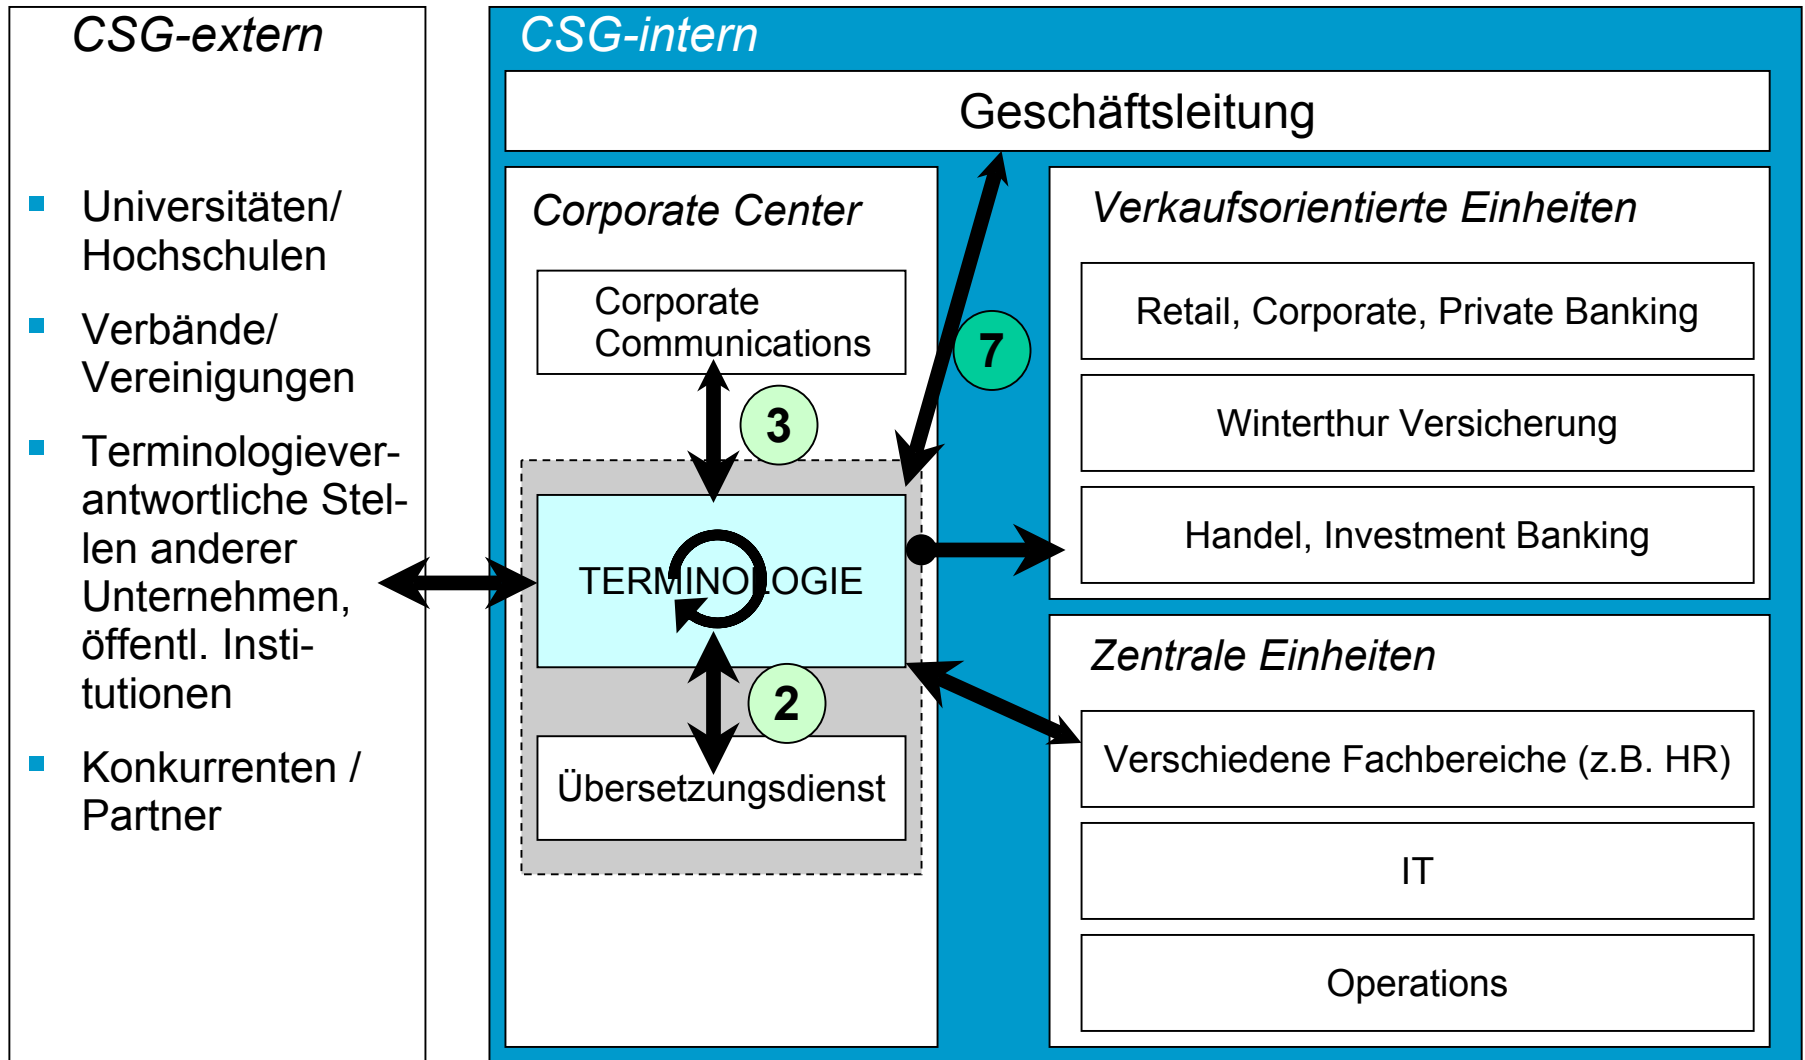 CSG-extern
Universitäten/
Hochschulen
Verbände/
Vereinigungen
Terminologiever-
antwortliche Stel-
len anderer
Unternehmen,
öffentl. Insti-
tutionen
Konkurrenten /
Partner
CSG-intern
Geschäftsleitung
Corporate Center
Corporate
Communications
3
TERMINOLOGIE
2
Übersetzungsdienst
7
Verkaufsorientierte Einheiten
Retail, Corporate, Private Banking
Winterthur Versicherung
Handel, Investment Banking
Zentrale Einheiten
Verschiedene Fachbereiche (z.B. HR)
IT
Operations